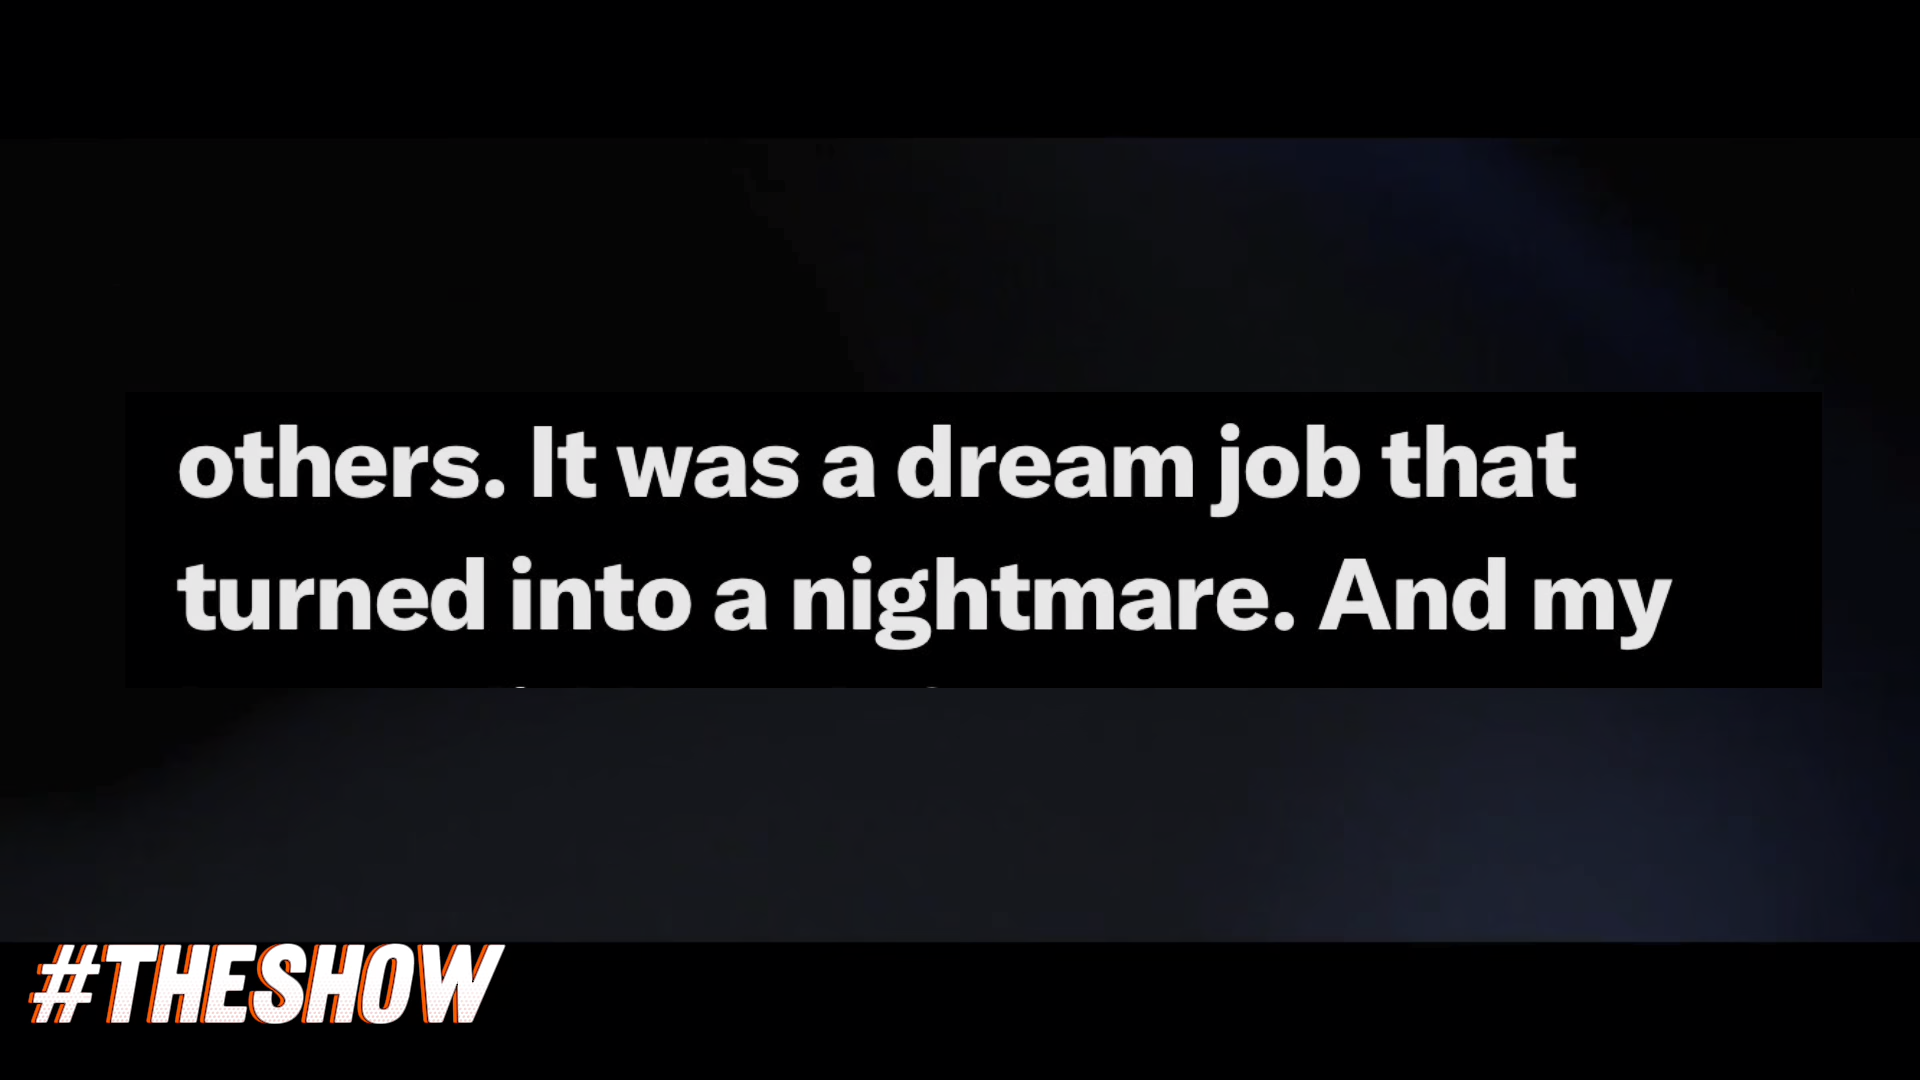 others. It was a dream job that
turned into a nightmare. And my
#THESHOW